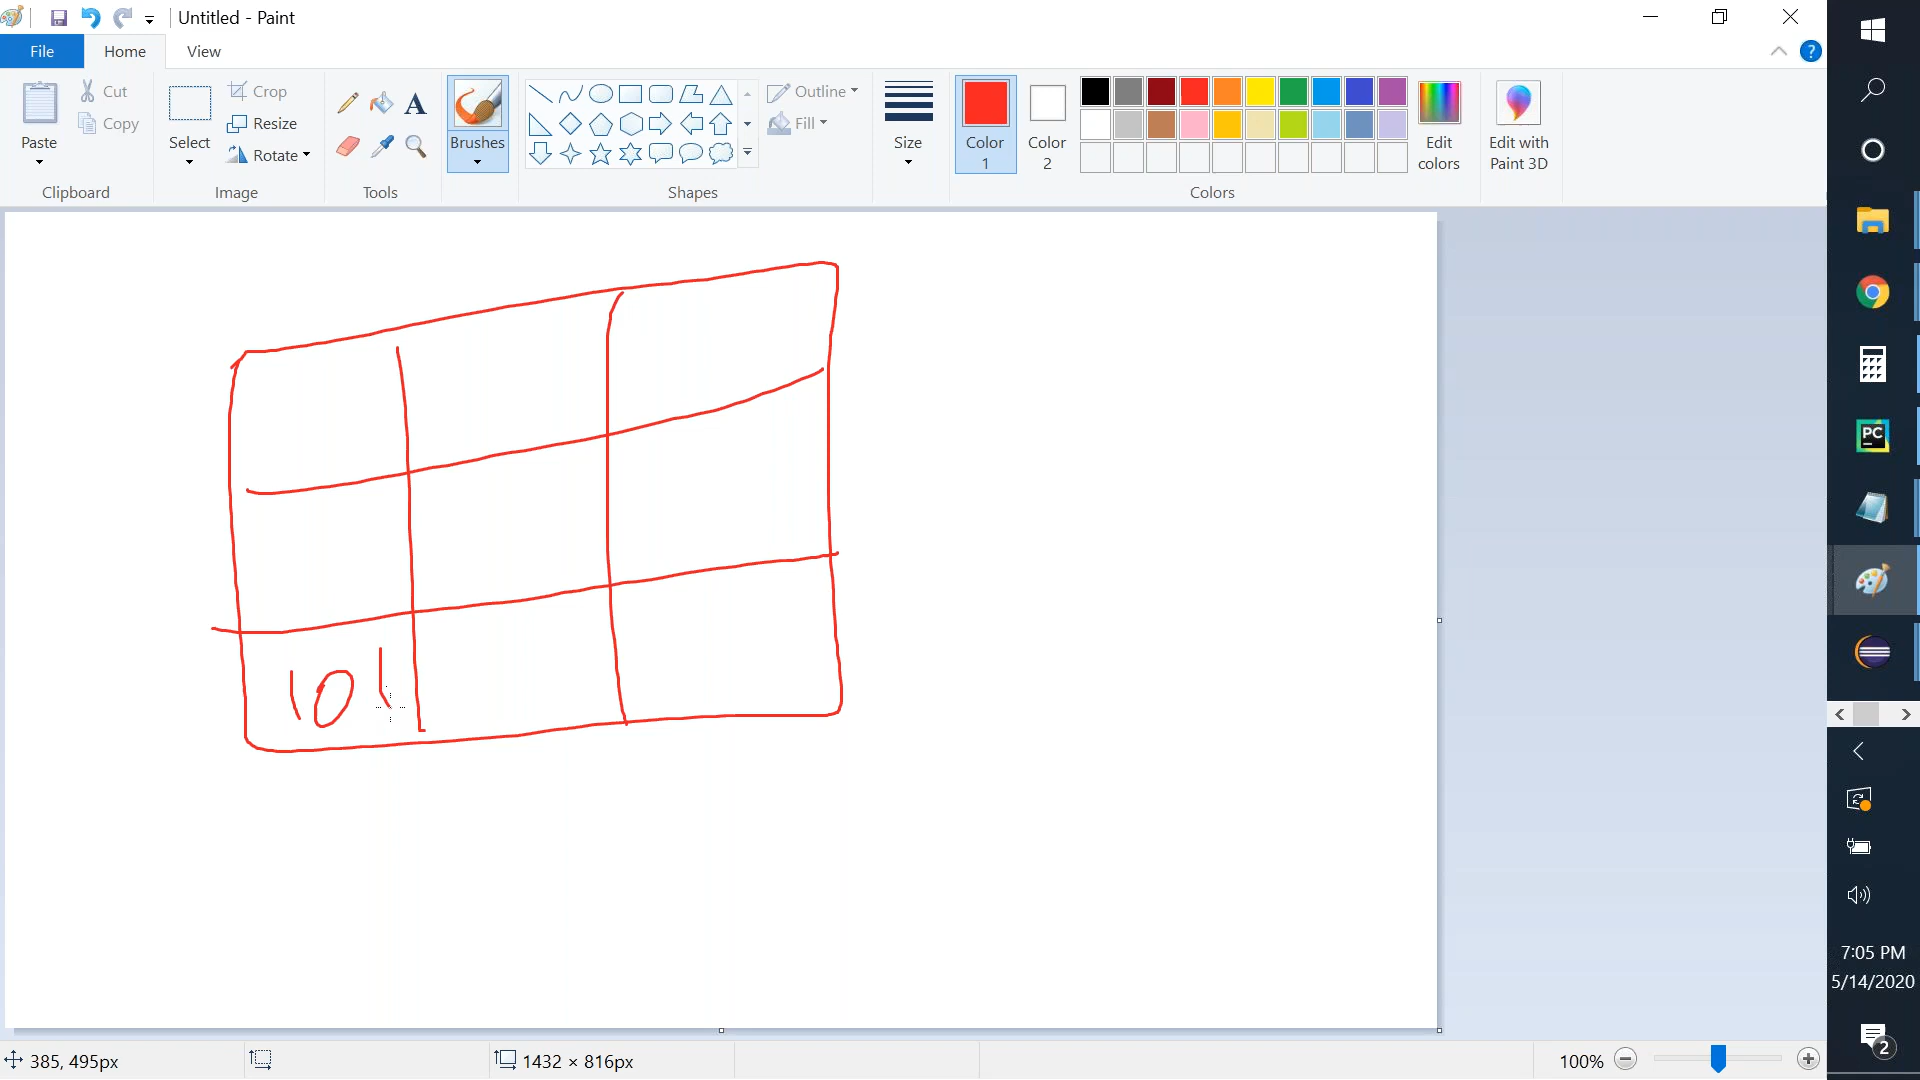 Untitled - Paint
File Home View
Paste
Cut
Copy
Clipboard
Select
Crop
Resize
Rotate
Image
Tools
A
Brushes
Shapes
Outline
Fill
Size
Color 1
Color 2
Edit colors
Colors
Edit with Paint 3D
?
PC
101
385, 495px
1432 × 816px
100%
7:05 PM
5/14/2020
2